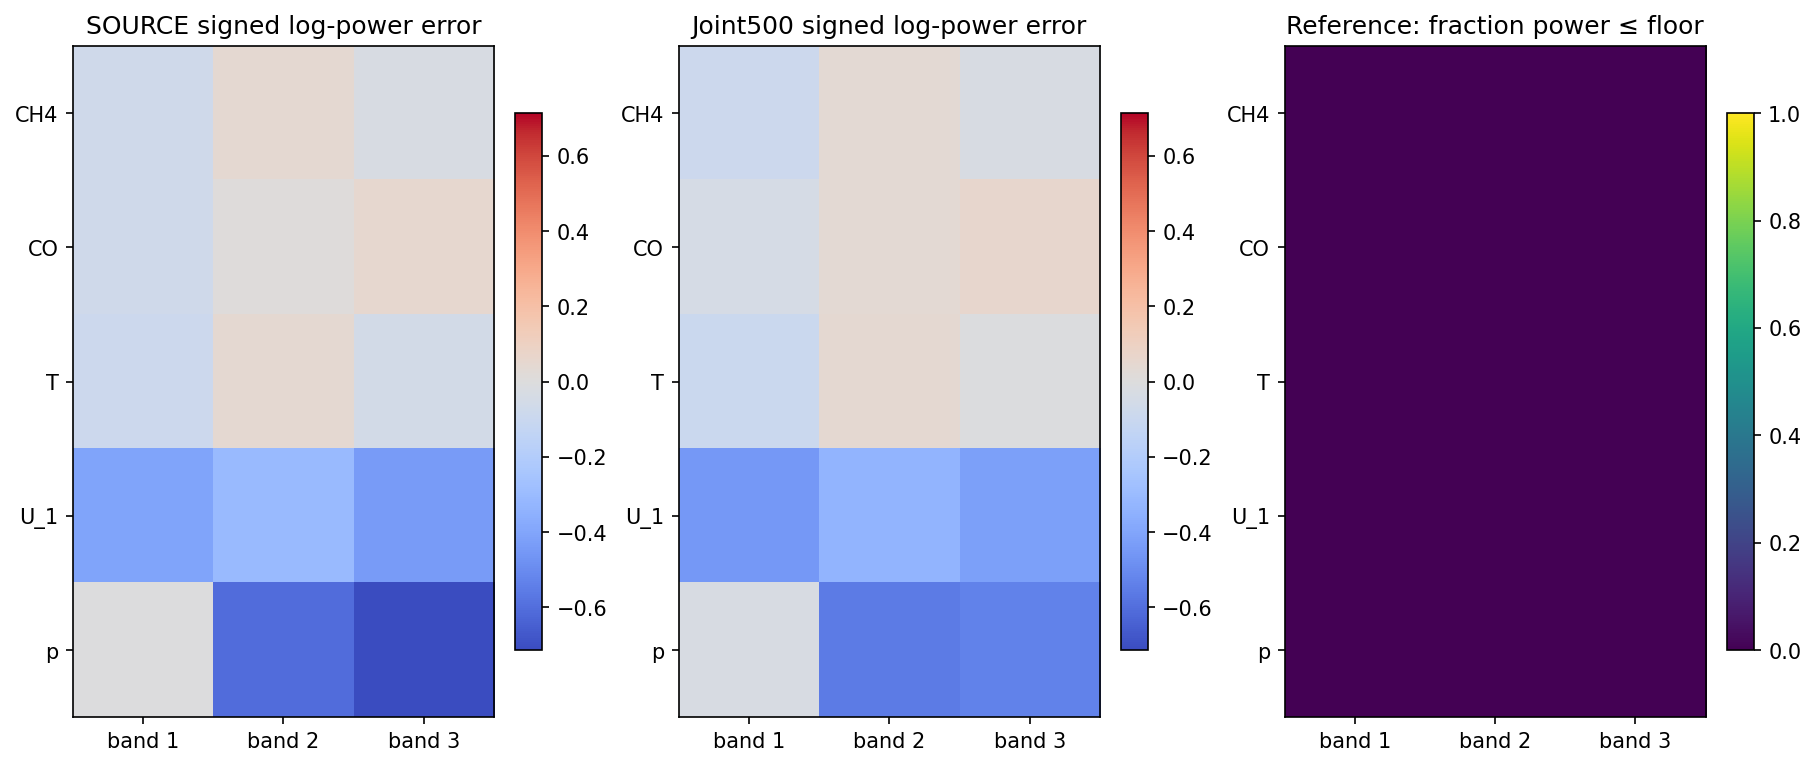 SOURCE signed log-power error
CH4
CO
T
U_1
p
band 1
band 2
band 3
0.6
0.4
0.2
0.0
−0.2
−0.4
−0.6
Joint500 signed log-power error
CH4
CO
T
U_1
p
band 1
band 2
band 3
0.6
0.4
0.2
0.0
−0.2
−0.4
−0.6
Reference: fraction power ≤ floor
CH4
CO
T
U_1
p
band 1
band 2
band 3
1.0
0.8
0.6
0.4
0.2
0.0